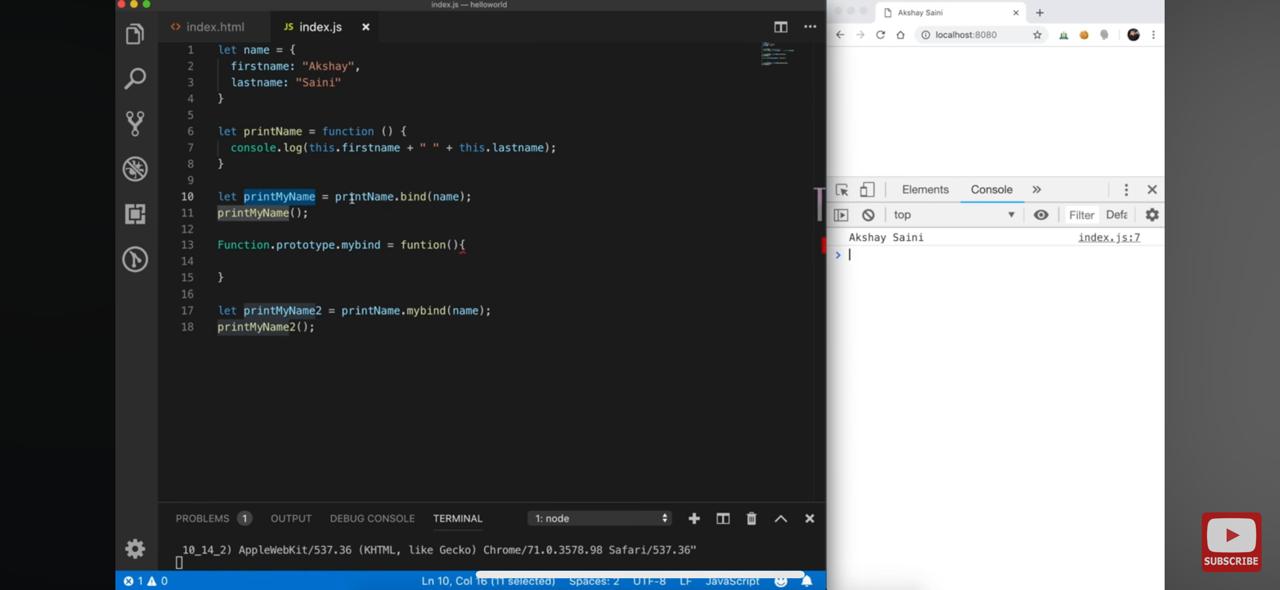 index.js — helloworld
index.html
JS index.js
1 let name = {
2 firstname: "Akshay",
3 lastname: "Saini"
4 }
5
6 let printName = function () {
7 console.log(this.firstname + " " + this.lastname);
8 }
9
10 let printMyName = printName.bind(name);
11 printMyName();
12
13 Function.prototype.mybind = funtion(){
14
15 }
16
17 let printMyName2 = printName.mybind(name);
18 printMyName2();
PROBLEMS 1 OUTPUT DEBUG CONSOLE TERMINAL 1: node
10_14_2) AppleWebKit/537.36 (KHTML, like Gecko) Chrome/71.0.3578.98 Safari/537.36"
1 0 Ln 10, Col 16 (11 selected) Spaces: 2 UTF-8 LF JavaScript
Akshay Saini
localhost:8080
Elements Console »
top Filter Defa
Akshay Saini index.js:7
SUBSCRIBE